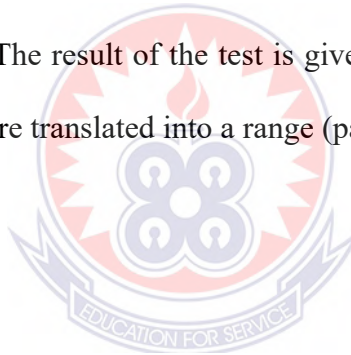 The result of the test is give
re translated into a range (pa
EDUCATION FOR SERVICE